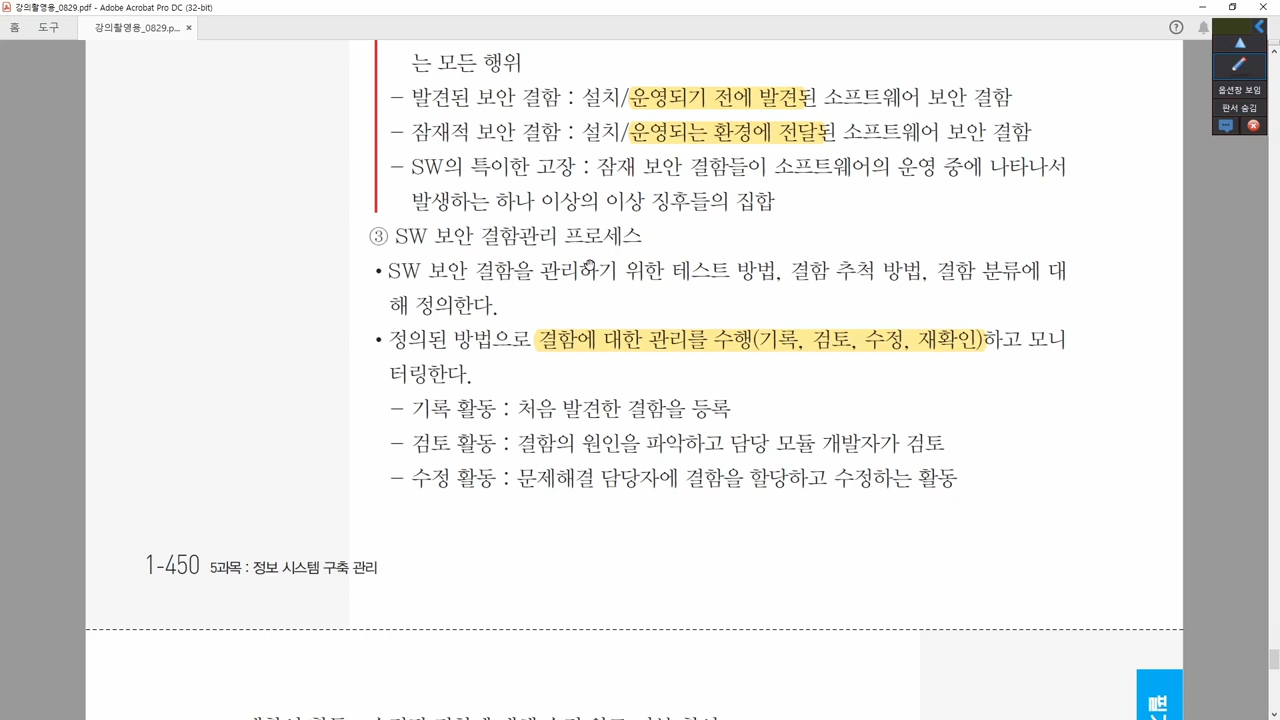 강의촬영용_0829.pdf - Adobe Acrobat Pro DC (32-bit)
홈 도구 강의촬영용_0829.p... ×
옵션창 보임
판서 숨김
는 모든 행위
– 발견된 보안 결함 : 설치/운영되기 전에 발견된 소프트웨어 보안 결함
– 잠재적 보안 결함 : 설치/운영되는 환경에 전달된 소프트웨어 보안 결함
– SW의 특이한 고장 : 잠재 보안 결함들이 소프트웨어의 운영 중에 나타나서
발생하는 하나 이상의 이상 징후들의 집합
③ SW 보안 결함관리 프로세스
• SW 보안 결함을 관리하기 위한 테스트 방법, 결함 추척 방법, 결함 분류에 대
해 정의한다.
• 정의된 방법으로 결함에 대한 관리를 수행(기록, 검토, 수정, 재확인)하고 모니
터링한다.
– 기록 활동 : 처음 발견한 결함을 등록
– 검토 활동 : 결함의 원인을 파악하고 담당 모듈 개발자가 검토
– 수정 활동 : 문제해결 담당자에 결함을 할당하고 수정하는 활동
1-450 5과목 : 정보 시스템 구축 관리